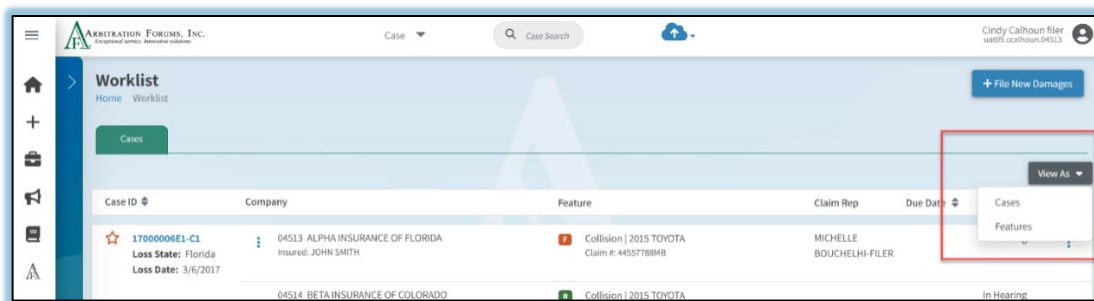 ARBITRATION FORUMS, INC.
Exceptional service. Innovative solutions.
Case
Case Search
Cindy Calhoun filer
uat09.ccalhoun.04513
Worklist
Home Worklist
+ File New Damages
Cases
View As
Case ID Company Feature Claim Rep Due Date
Cases
Features
17000006E1-C1 04513 ALPHA INSURANCE OF FLORIDA F Collision | 2015 TOYOTA MICHELLE
Loss State: Florida Insured: JOHN SMITH Claim #: 44557788MB BOUCHELHI-FILER
Loss Date: 3/6/2017
04514 BETA INSURANCE OF COLORADO R Collision | 2015 TOYOTA In Hearing